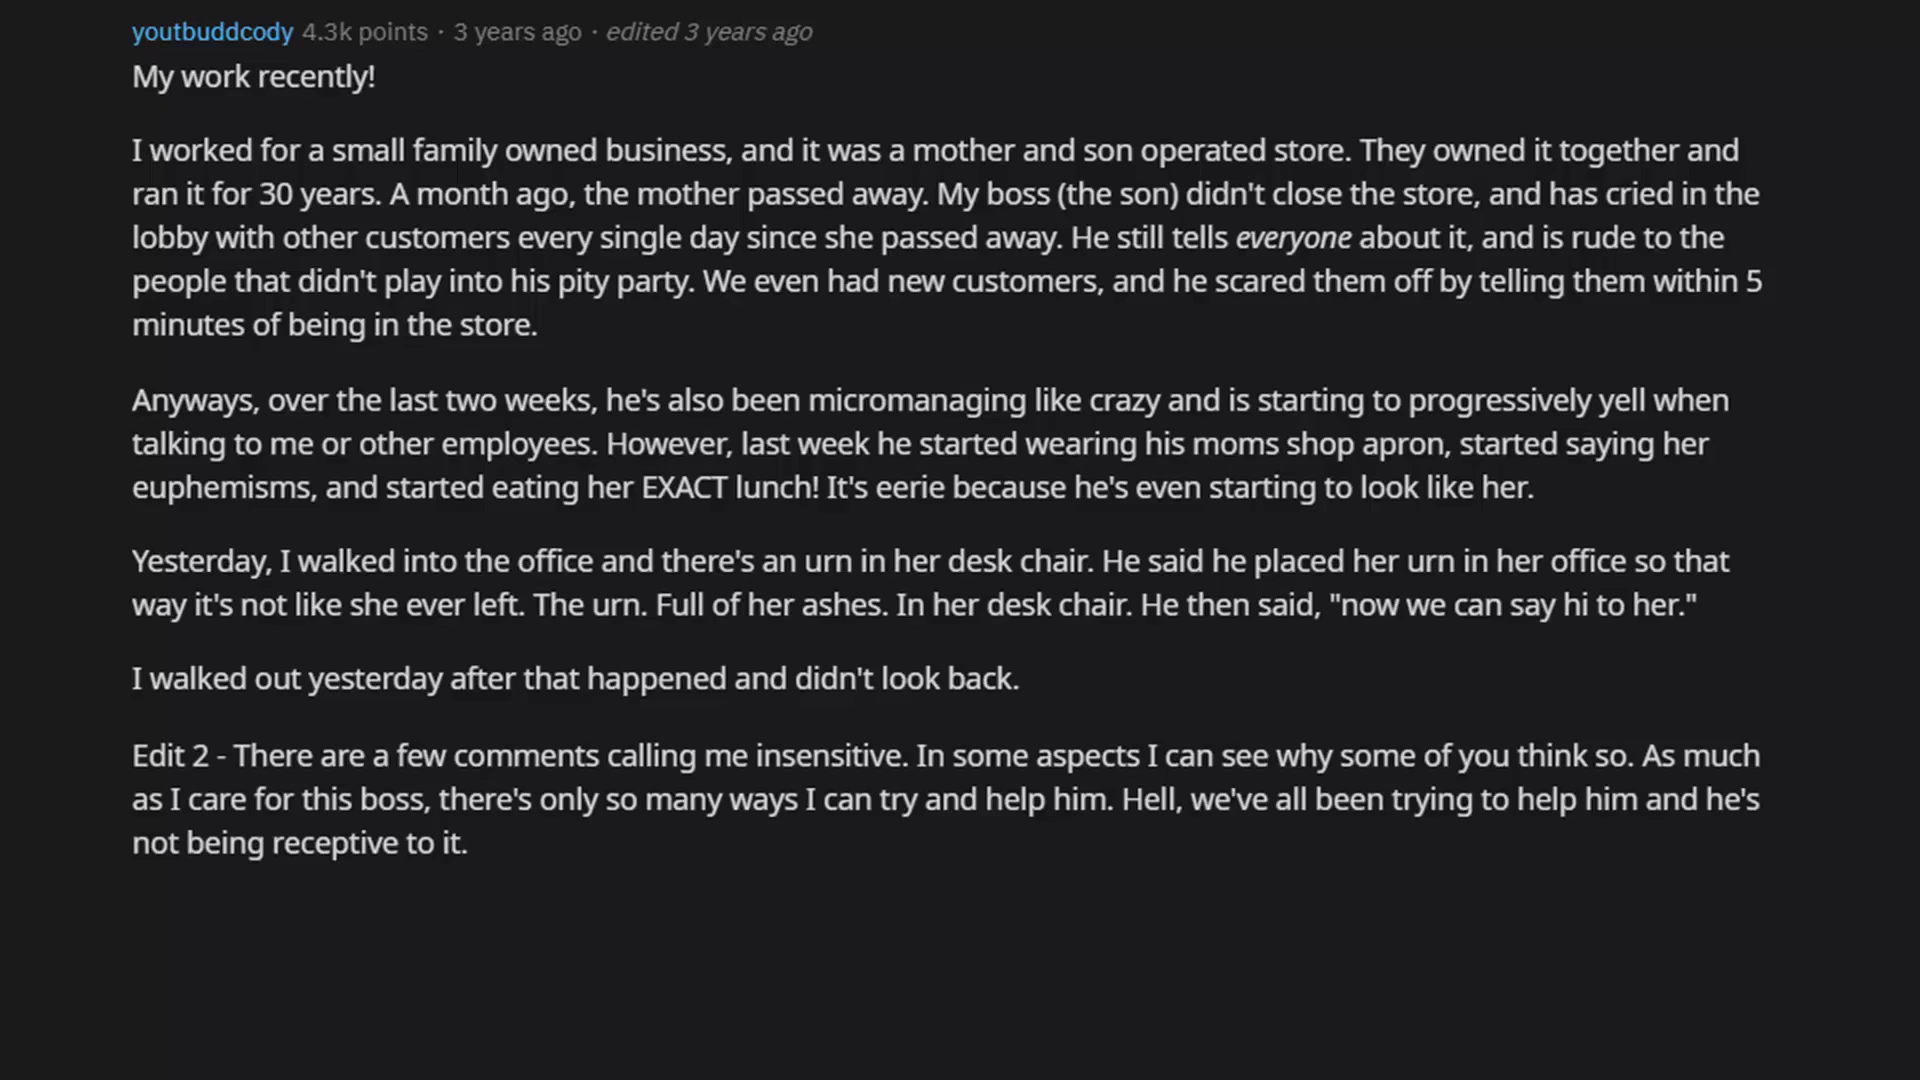 youtbuddcody 4.3k points · 3 years ago · edited 3 years ago
My work recently!
I worked for a small family owned business, and it was a mother and son operated store. They owned it together and
ran it for 30 years. A month ago, the mother passed away. My boss (the son) didn't close the store, and has cried in the
lobby with other customers every single day since she passed away. He still tells everyone about it, and is rude to the
people that didn't play into his pity party. We even had new customers, and he scared them off by telling them within 5
minutes of being in the store.
Anyways, over the last two weeks, he's also been micromanaging like crazy and is starting to progressively yell when
talking to me or other employees. However, last week he started wearing his moms shop apron, started saying her
euphemisms, and started eating her EXACT lunch! It's eerie because he's even starting to look like her.
Yesterday, I walked into the office and there's an urn in her desk chair. He said he placed her urn in her office so that
way it's not like she ever left. The urn. Full of her ashes. In her desk chair. He then said, "now we can say hi to her."
I walked out yesterday after that happened and didn't look back.
Edit 2 - There are a few comments calling me insensitive. In some aspects I can see why some of you think so. As much
as I care for this boss, there's only so many ways I can try and help him. Hell, we've all been trying to help him and he's
not being receptive to it.